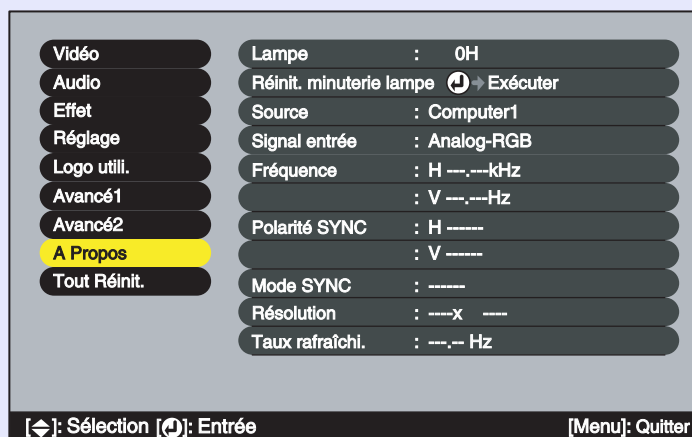 Vidéo
Audio
Effet
Réglage
Logo utili.
Avancé1
Avancé2
A Propos
Tout Réinit.
Lampe : 0H
Réinit. minuterie lampe Exécuter
Source : Computer1
Signal entrée : Analog-RGB
Fréquence : H ---.---kHz
: V ---.---Hz
Polarité SYNC : H ------
: V ------
Mode SYNC : ------
Résolution : ----x ----
Taux rafraîchi. : ---.-- Hz
[]: Sélection []: Entrée [Menu]: Quitter